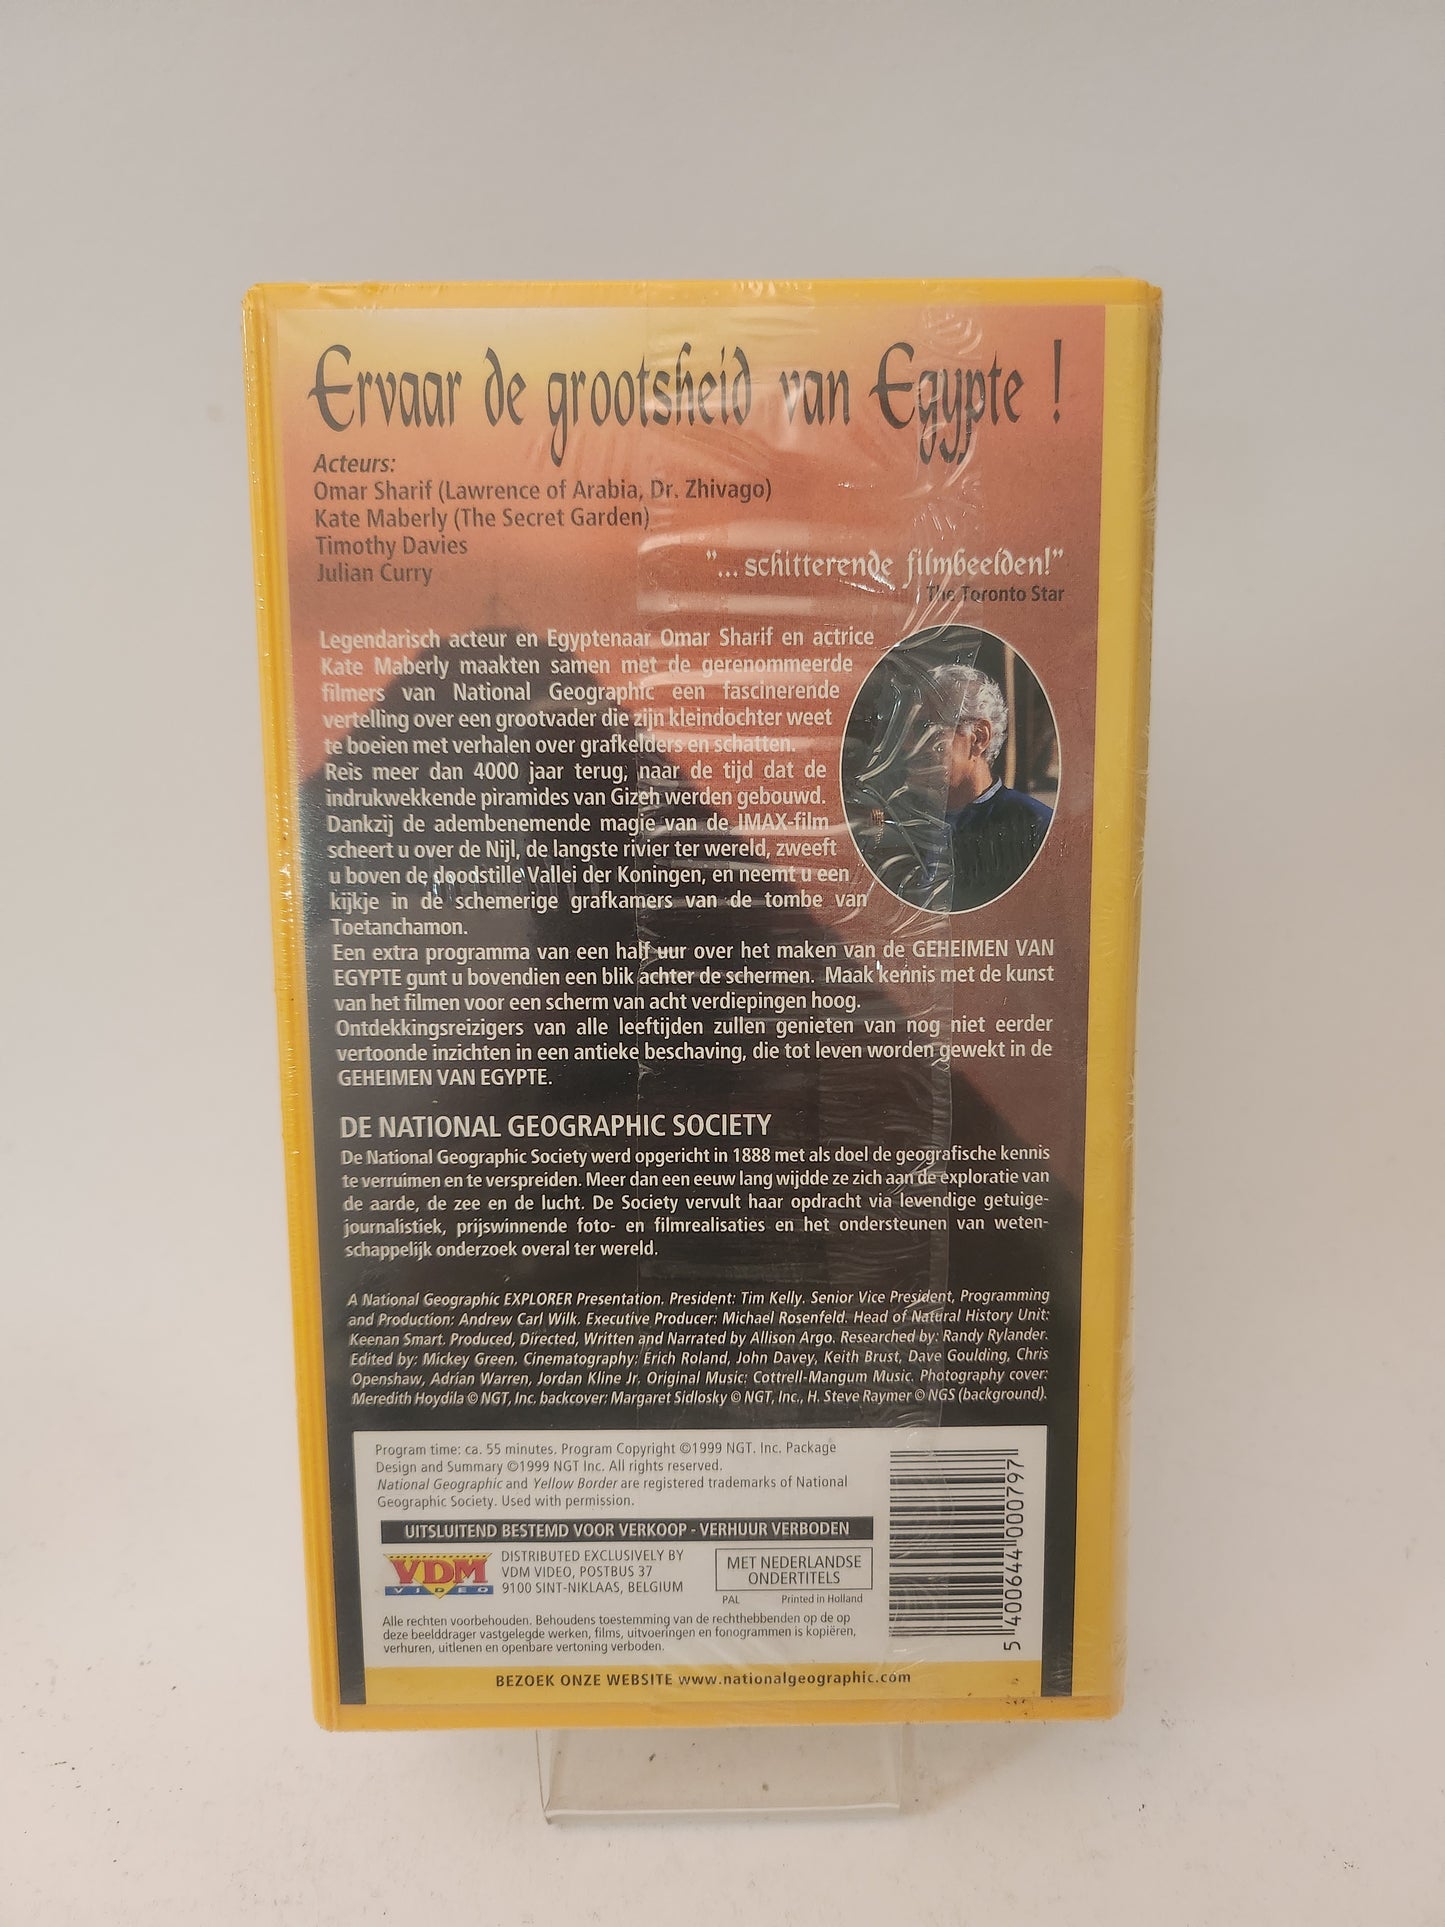 Ervaar de grootsheid van Egypte !
Acteurs:
Omar Sharif (Lawrence of Arabia, Dr. Zhivago)
Kate Maberly (The Secret Garden)
Timothy Davies
Julian Curry
"... schitterende filmbeelden!"
The Toronto Star
Legendarisch acteur en Egyptenaar Omar Sharif en actrice
Kate Maberly maakten samen met de gerenommeerde
filmers van National Geographic een fascinerende
vertelling over een grootvader die zijn kleindochter weet
te boeien met verhalen over grafkelders en schatten.
Reis meer dan 4000 jaar terug, naar de tijd dat de
indrukwekkende piramides van Gizeh werden gebouwd.
Dankzij de adembenemende magie van de IMAX-film
scheert u over de Nijl, de langste rivier ter wereld, zweeft
u boven de doodstille Vallei der Koningen, en neemt u een
kijkje in de schemerige grafkamers van de tombe van
Toetanchamon.
Een extra programma van een half uur over het maken van de GEHEIMEN VAN
EGYPTE gunt u bovendien een blik achter de schermen. Maak kennis met de kunst
van het filmen voor een scherm van acht verdiepingen hoog.
Ontdekkingsreizigers van alle leeftijden zullen genieten van nog niet eerder
vertoonde inzichten in een antieke beschaving, die tot leven worden gewekt in de
GEHEIMEN VAN EGYPTE.
DE NATIONAL GEOGRAPHIC SOCIETY
De National Geographic Society werd opgericht in 1888 met als doel de geografische kennis
te verruimen en te verspreiden. Meer dan een eeuw lang wijdde ze zich aan de exploratie van
de aarde, de zee en de lucht. De Society vervult haar opdracht via levendige getuige-
journalistiek, prijswinnende foto- en filmrealisaties en het ondersteunen van weten-
schappelijk onderzoek overal ter wereld.
A National Geographic EXPLORER Presentation. President: Tim Kelly. Senior Vice President, Programming
and Production: Andrew Carl Wilk. Executive Producer: Michael Rosenfeld. Head of Natural History Unit:
Keenan Smart. Produced, Directed, Written and Narrated by Allison Argo. Researched by: Randy Rylander.
Edited by: Mickey Green. Cinematography: Erich Roland, John Davey, Keith Brust, Dave Goulding, Chris
Openshaw, Adrian Warren, Jordan Kline Jr. Original Music: Cottrell-Mangum Music. Photography cover:
Meredith Hoydila © NGT, Inc. backcover: Margaret Sidlosky © NGT, Inc., H. Steve Raymer © NGS (background).
Program time: ca. 55 minutes. Program Copyright ©1999 NGT. Inc. Package
Design and Summary ©1999 NGT Inc. All rights reserved.
National Geographic and Yellow Border are registered trademarks of National
Geographic Society. Used with permission.
UITSLUITEND BESTEMD VOOR VERKOOP - VERHUUR VERBODEN
VDM
VIDEO
DISTRIBUTED EXCLUSIVELY BY
VDM VIDEO, POSTBUS 37
9100 SINT-NIKLAAS, BELGIUM
MET NEDERLANDSE
ONDERTITELS
PAL Printed in Holland
Alle rechten voorbehouden. Behoudens toestemming van de rechthebbenden op de op
deze beelddrager vastgelegde werken, films, uitvoeringen en fonogrammen is kopiëren,
verhuren, uitlenen en openbare vertoning verboden.
5 400644 000797
BEZOEK ONZE WEBSITE www.nationalgeographic.com